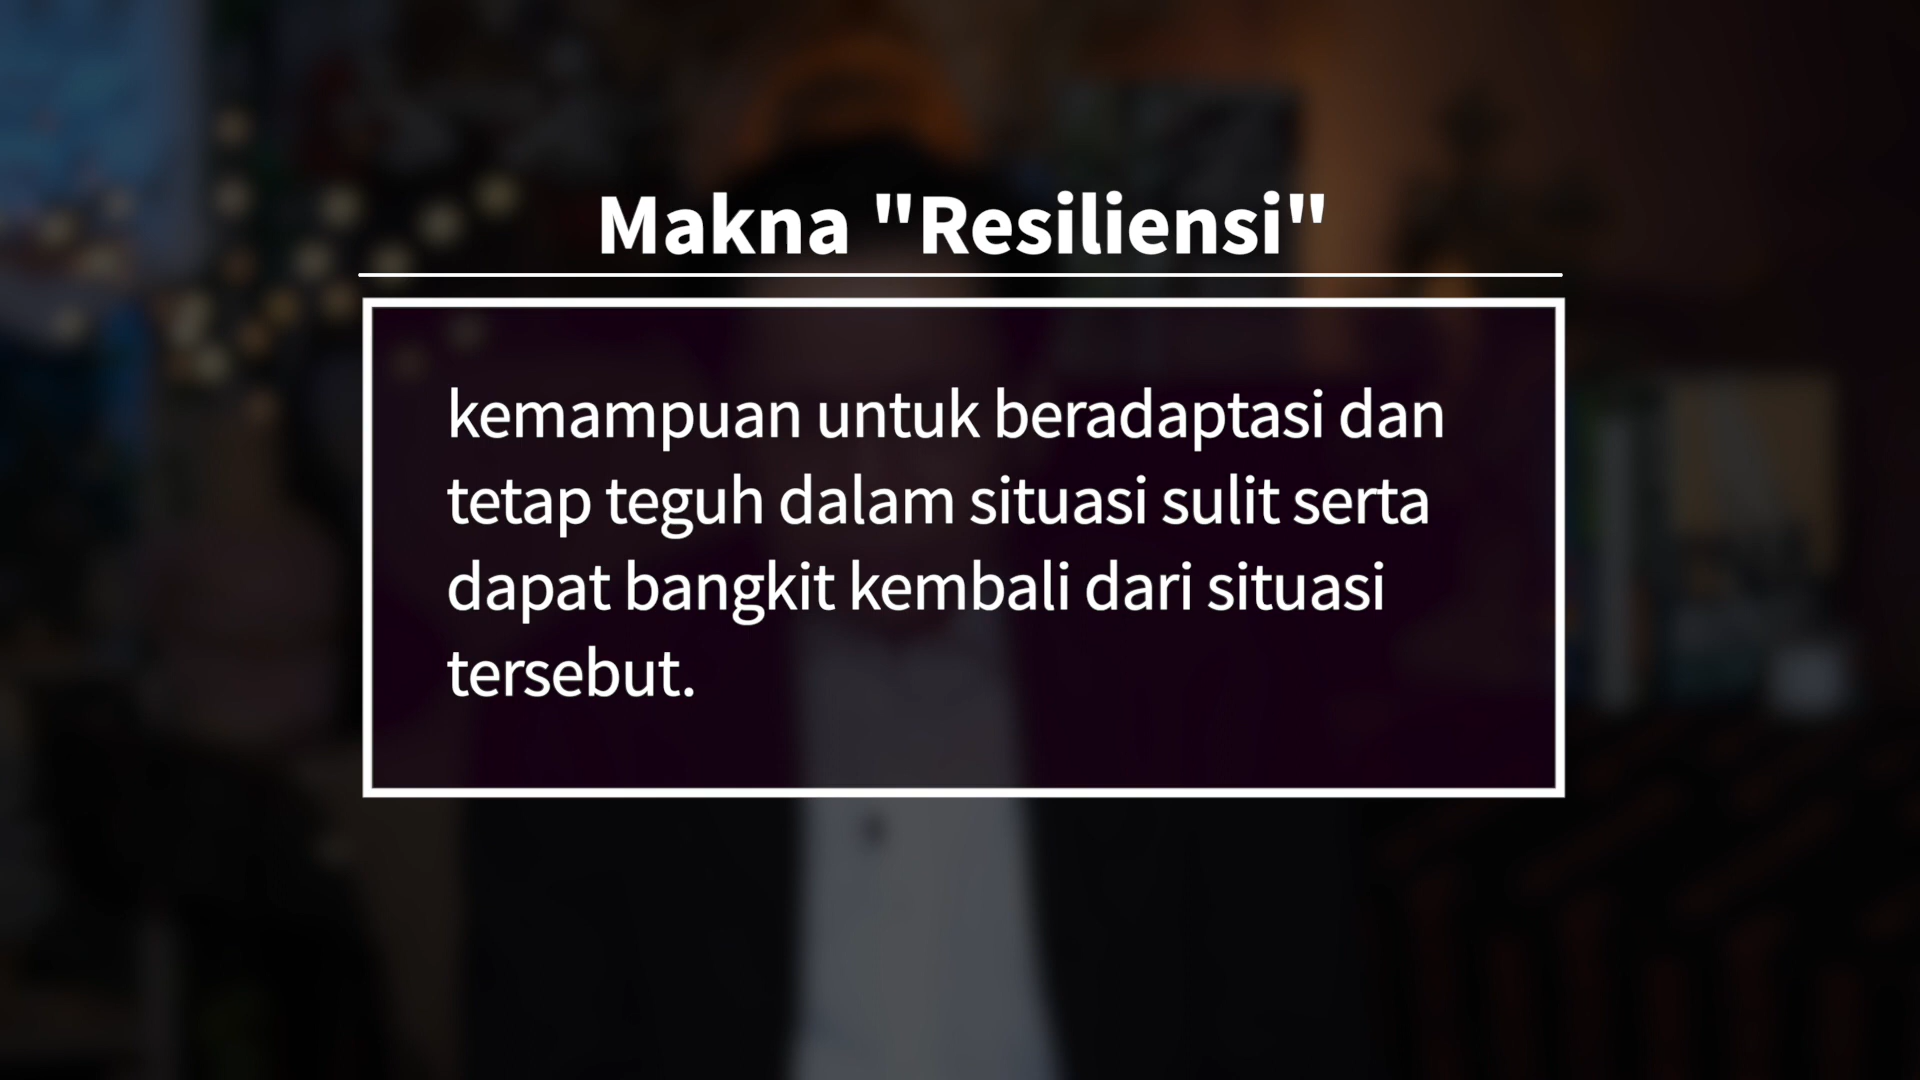 Makna "Resiliensi"
kemampuan untuk beradaptasi dan
tetap teguh dalam situasi sulit serta
dapat bangkit kembali dari situasi
tersebut.